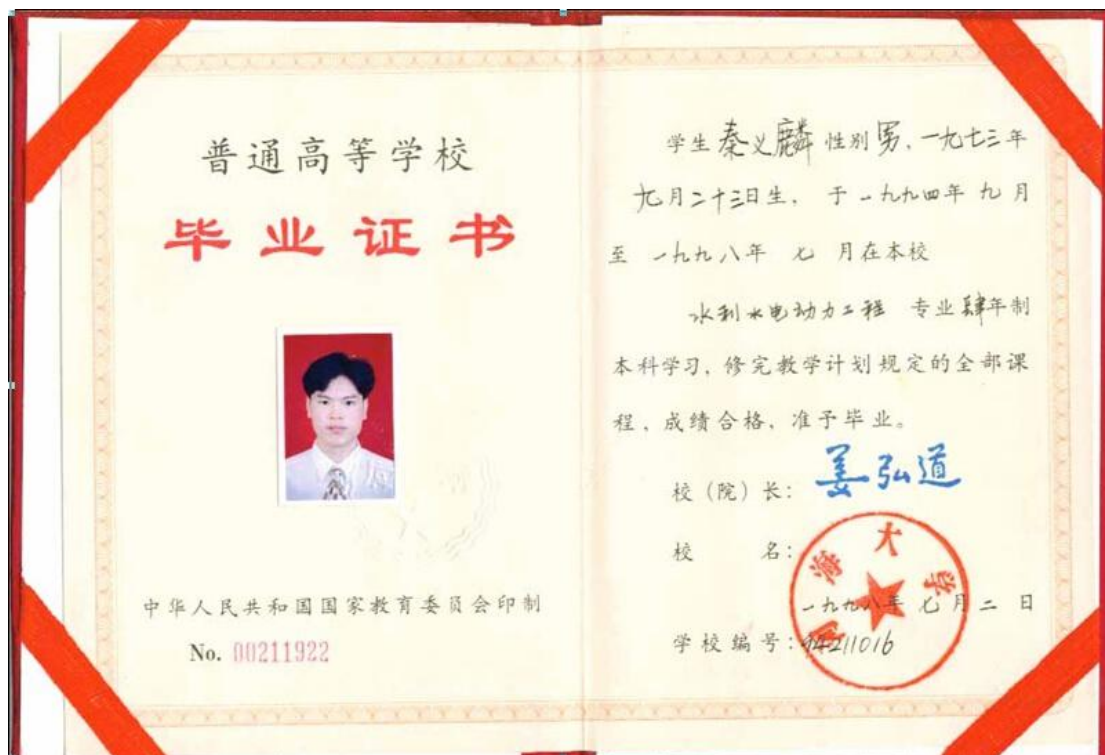 普通高等学校
毕业证书
中华人民共和国国家教育委员会印制
No. 00211922
学生 秦义麟 性别 男, 一九七三年
九月二十三日生, 于一九九四年 九月
至 一九九八年 七 月在本校
水利水电动力工程 专业 肆年制
本科学习, 修完教学计划规定的全部课
程, 成绩合格, 准予毕业。
校(院)长: 姜弘道
校 名:
河海大学
一九九八年 七月二 日
学校编号: 94211016